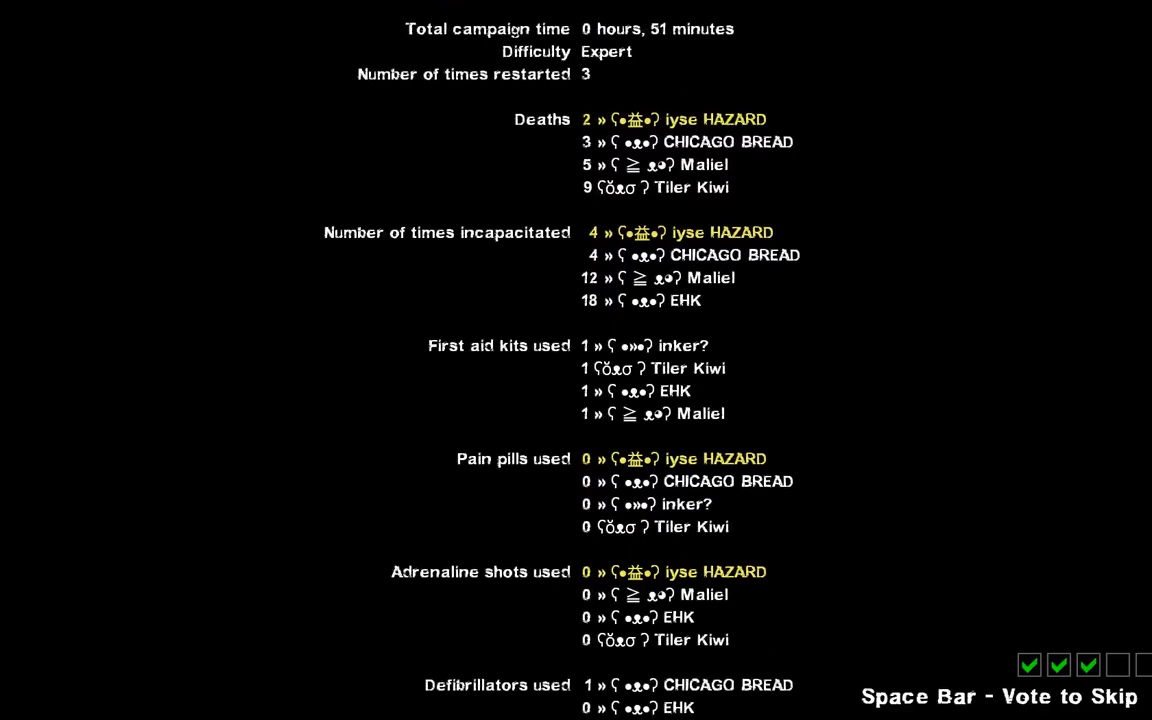 Total campaign time 0 hours, 51 minutes
Difficulty Expert
Number of times restarted 3
Deaths 2 » ʕ•益•ʔ iyse HAZARD
3 » ʕ •ᴥ•ʔ CHICAGO BREAD
5 » ʕ ≧ ᴥ◕ʔ Maliel
9 ʕŏᴥσ ʔ Tiler Kiwi
Number of times incapacitated 4 » ʕ•益•ʔ iyse HAZARD
4 » ʕ •ᴥ•ʔ CHICAGO BREAD
12 » ʕ ≧ ᴥ◕ʔ Maliel
18 » ʕ •ᴥ•ʔ EHK
First aid kits used 1 » ʕ •»•ʔ inker?
1 ʕŏᴥσ ʔ Tiler Kiwi
1 » ʕ •ᴥ•ʔ EHK
1 » ʕ ≧ ᴥ◕ʔ Maliel
Pain pills used 0 » ʕ•益•ʔ iyse HAZARD
0 » ʕ •ᴥ•ʔ CHICAGO BREAD
0 » ʕ •»•ʔ inker?
0 ʕŏᴥσ ʔ Tiler Kiwi
Adrenaline shots used 0 » ʕ•益•ʔ iyse HAZARD
0 » ʕ ≧ ᴥ◕ʔ Maliel
0 » ʕ •ᴥ•ʔ EHK
0 ʕŏᴥσ ʔ Tiler Kiwi
Defibrillators used 1 » ʕ •ᴥ•ʔ CHICAGO BREAD
0 » ʕ •ᴥ•ʔ EHK
Space Bar - Vote to Skip